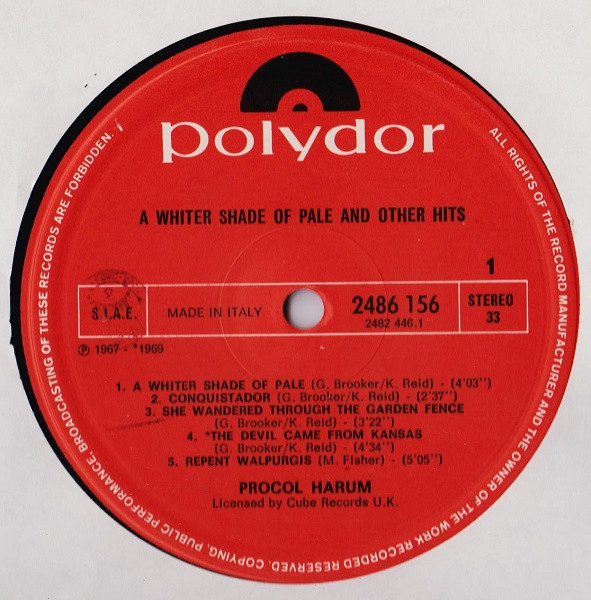 polydor
A WHITER SHADE OF PALE AND OTHER HITS
1
S.I.A.E.
MADE IN ITALY
2486 156
2482 446.1
STEREO
33
℗ 1967 - *1969
1. A WHITER SHADE OF PALE (G. Brooker/K. Reid) - (4'03'')
2. CONQUISTADOR (G. Brooker/K. Reid) - (2'37'')
3. SHE WANDERED THROUGH THE GARDEN FENCE
(G. Brooker/K. Reid) - (3'22'')
4. *THE DEVIL CAME FROM KANSAS
(G. Brooker/K. Reid) - (4'34'')
5. REPENT WALPURGIS (M. Fisher) - (5'05'')
PROCOL HARUM
Licensed by Cube Records U.K.
ALL RIGHTS OF THE RECORD MANUFACTURER AND THE OWNER OF THE WORK RECORDED RESERVED. COPYING, PUBLIC PERFORMANCE, BROADCASTING OF THESE RECORDS ARE FORBIDDEN.